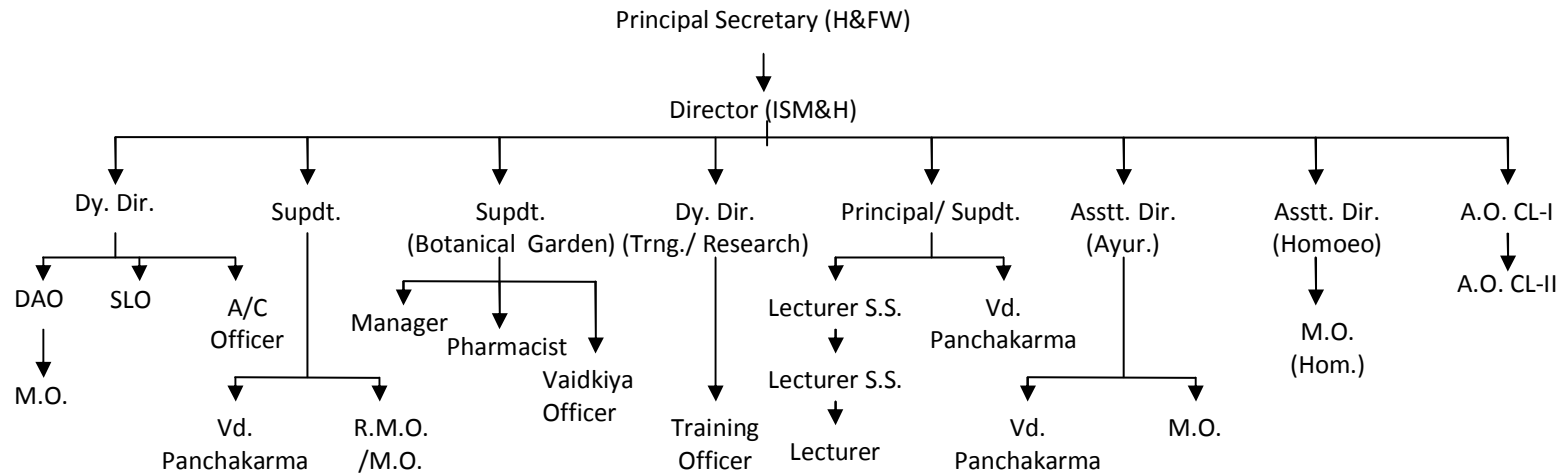 Principal Secretary (H&FW)
Director (ISM&H)
Dy. Dir.
Supdt.
Supdt.
(Botanical Garden)
Dy. Dir.
(Trng./ Research)
Principal/ Supdt.
Asstt. Dir.
(Ayur.)
Asstt. Dir.
(Homoeo)
A.O. CL-I
DAO
SLO
A/C
Officer
Manager
Pharmacist
Vaidkiya
Officer
Lecturer S.S.
Vd.
Panchakarma
A.O. CL-II
M.O.
(Hom.)
M.O.
Lecturer S.S.
Vd.
Panchakarma
R.M.O.
/M.O.
Training
Officer
Lecturer
Vd.
Panchakarma
M.O.